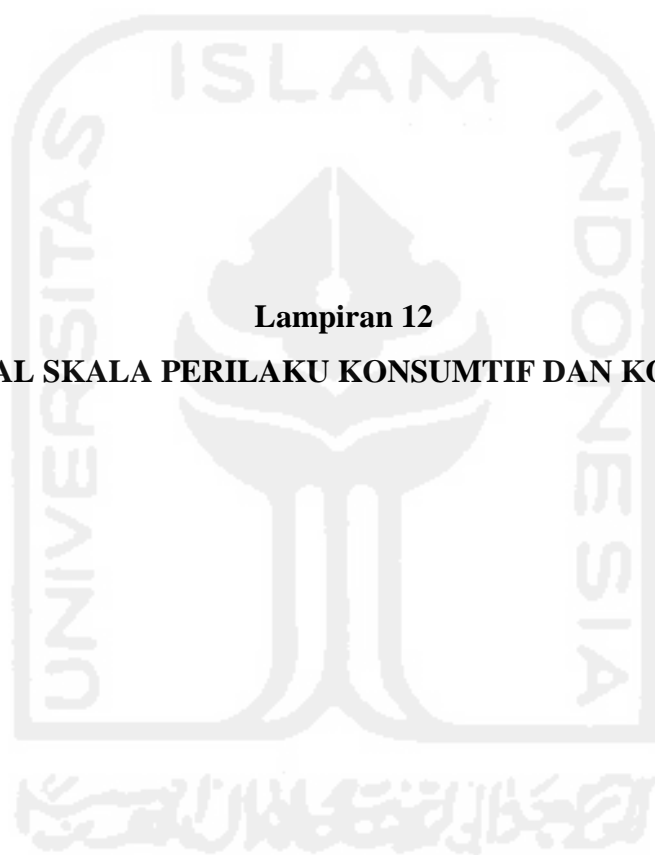 ISLAM
UNIVERSITAS
INDONESIA
Lampiran 12
AL SKALA PERILAKU KONSUMTIF DAN KO